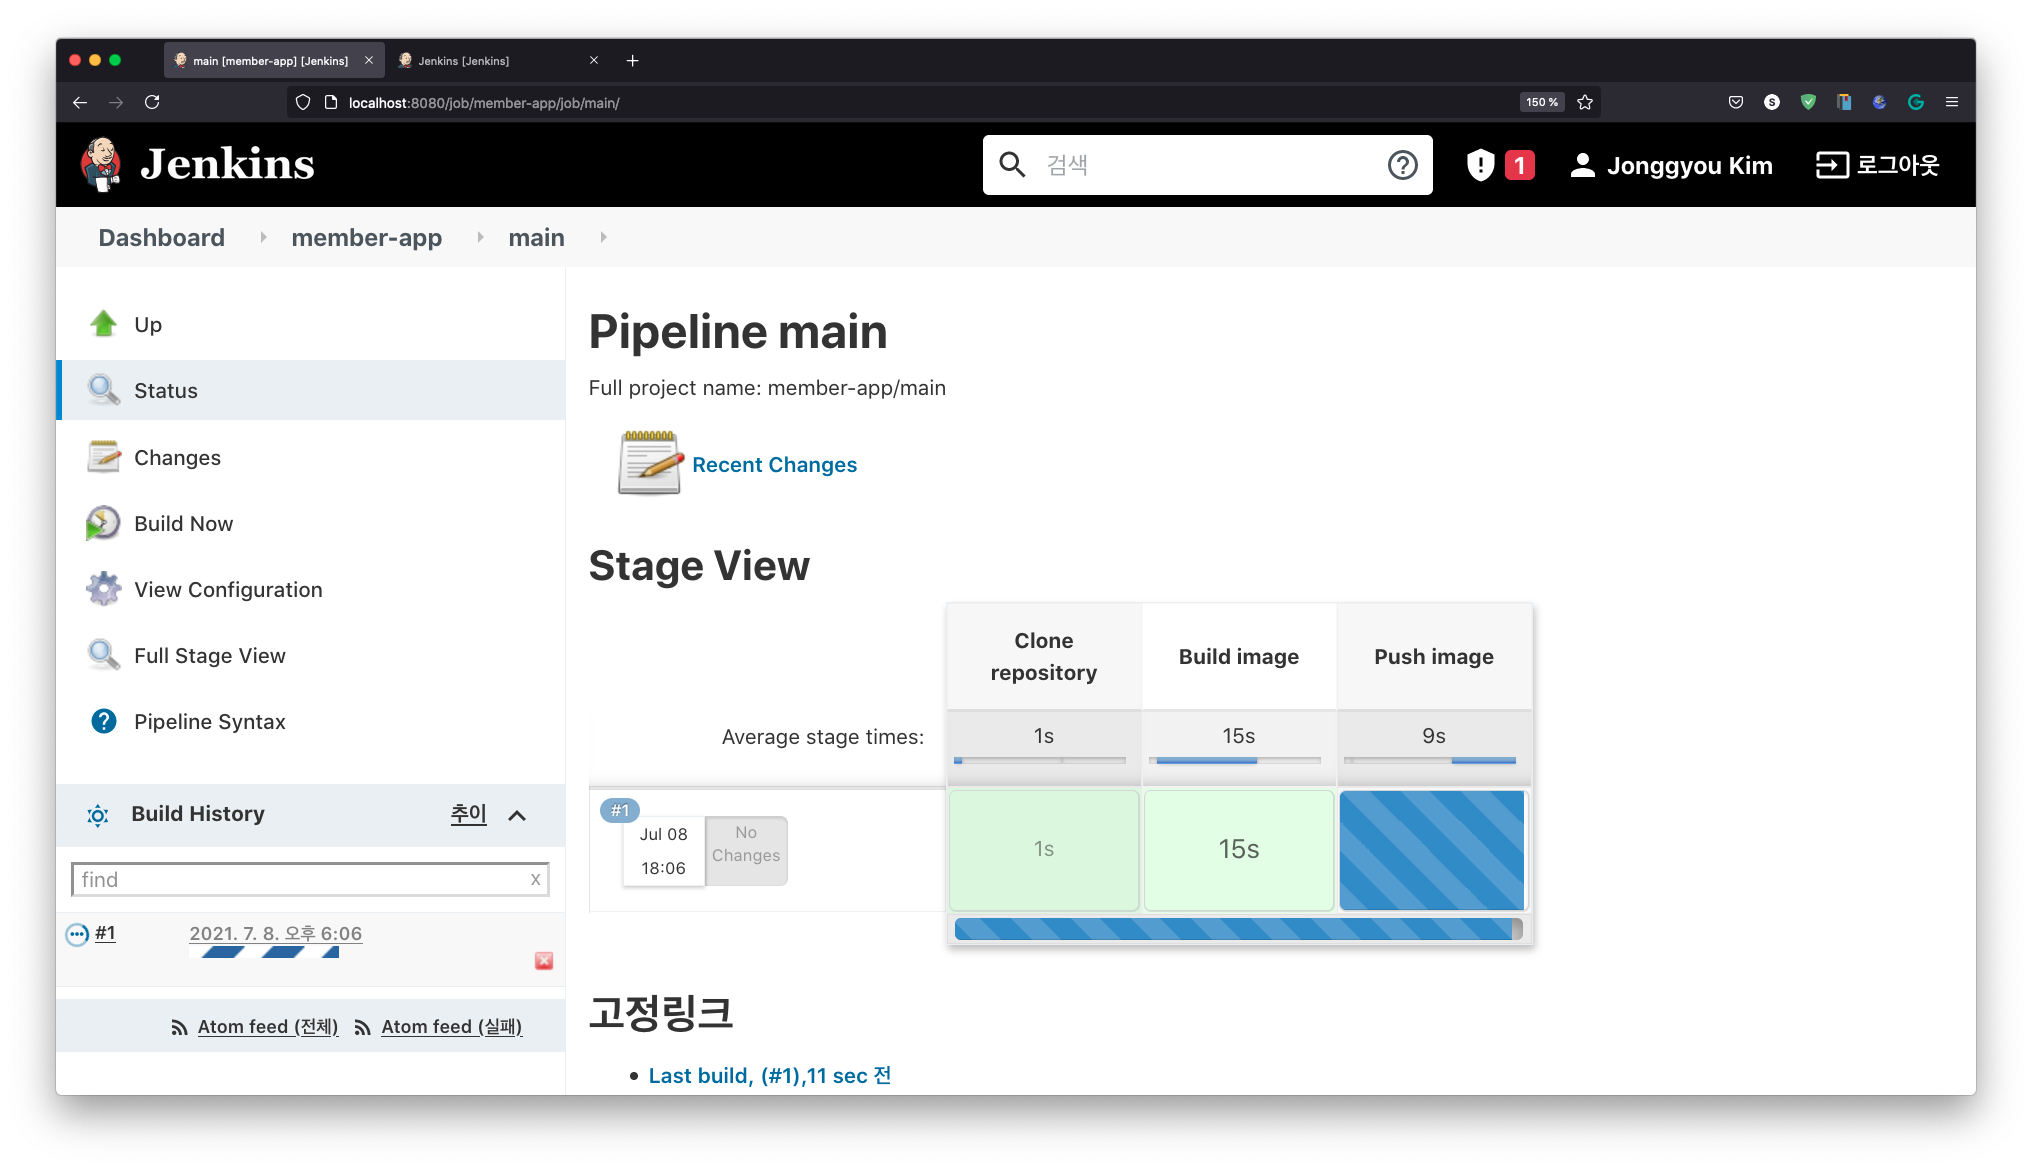 main [member-app] [Jenkins]
Jenkins [Jenkins]
localhost:8080/job/member-app/job/main/
150 %
S
G
Jenkins
검색
1
Jonggyou Kim
로그아웃
Dashboard
member-app
main
Up
Status
Changes
Build Now
View Configuration
Full Stage View
Pipeline Syntax
Build History
추이
find
x
#1
2021. 7. 8. 오후 6:06
Atom feed (전체)
Atom feed (실패)
Pipeline main
Full project name: member-app/main
Recent Changes
Stage View
Clone
repository
Build image
Push image
Average stage times:
1s
15s
9s
#1
Jul 08
18:06
No
Changes
1s
15s
고정링크
Last build, (#1),11 sec 전